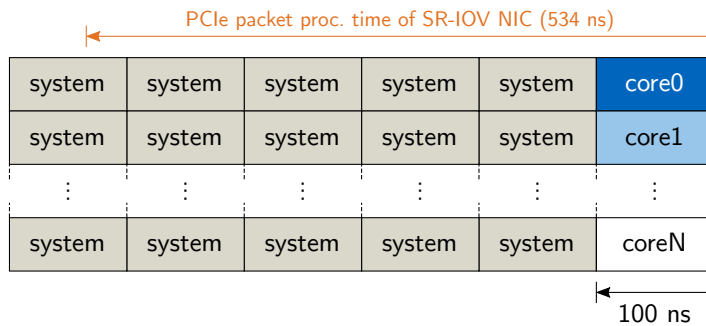 PCIe packet proc. time of SR-IOV NIC (534 ns)
system system system system system core0
system system system system system core1
⋮ ⋮ ⋮ ⋮ ⋮ ⋮
system system system system system coreN
100 ns